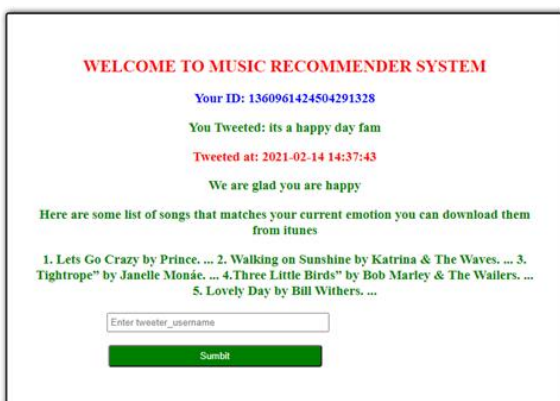 WELCOME TO MUSIC RECOMMENDER SYSTEM
Your ID: 1360961424504291328
You Tweeted: its a happy day fam
Tweeted at: 2021-02-14 14:37:43
We are glad you are happy
Here are some list of songs that matches your current emotion you can download them
from itunes
1. Lets Go Crazy by Prince. ... 2. Walking on Sunshine by Katrina & The Waves. ... 3.
Tightrope” by Janelle Monáe. ... 4.Three Little Birds” by Bob Marley & The Wailers. ...
5. Lovely Day by Bill Withers. ...
Enter tweeter_username
Sumbit